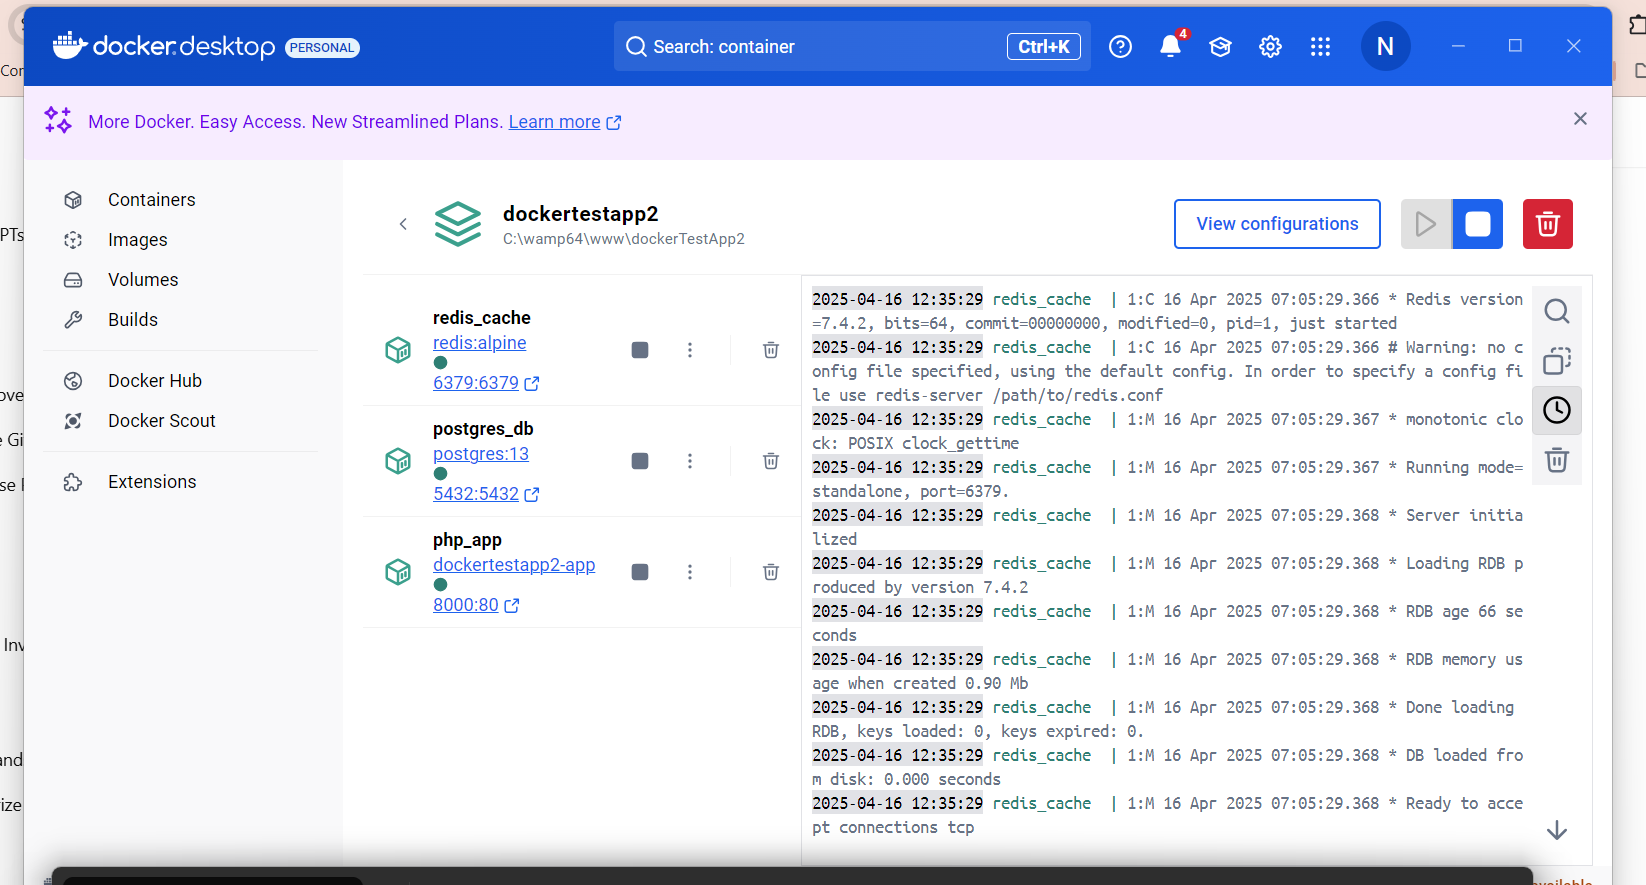 docker.desktop PERSONAL
Search: container Ctrl+K
4
N
More Docker. Easy Access. New Streamlined Plans. Learn more
Containers
Images
Volumes
Builds
Docker Hub
Docker Scout
Extensions
dockertestapp2
C:\wamp64\www\dockerTestApp2
View configurations
redis_cache
redis:alpine
6379:6379
postgres_db
postgres:13
5432:5432
php_app
dockertestapp2-app
8000:80
2025-04-16 12:35:29 redis_cache | 1:C 16 Apr 2025 07:05:29.366 * Redis version
=7.4.2, bits=64, commit=00000000, modified=0, pid=1, just started
2025-04-16 12:35:29 redis_cache | 1:C 16 Apr 2025 07:05:29.366 # Warning: no c
onfig file specified, using the default config. In order to specify a config fi
le use redis-server /path/to/redis.conf
2025-04-16 12:35:29 redis_cache | 1:M 16 Apr 2025 07:05:29.367 * monotonic clo
ck: POSIX clock_gettime
2025-04-16 12:35:29 redis_cache | 1:M 16 Apr 2025 07:05:29.367 * Running mode=
standalone, port=6379.
2025-04-16 12:35:29 redis_cache | 1:M 16 Apr 2025 07:05:29.368 * Server initia
lized
2025-04-16 12:35:29 redis_cache | 1:M 16 Apr 2025 07:05:29.368 * Loading RDB p
roduced by version 7.4.2
2025-04-16 12:35:29 redis_cache | 1:M 16 Apr 2025 07:05:29.368 * RDB age 66 se
conds
2025-04-16 12:35:29 redis_cache | 1:M 16 Apr 2025 07:05:29.368 * RDB memory us
age when created 0.90 Mb
2025-04-16 12:35:29 redis_cache | 1:M 16 Apr 2025 07:05:29.368 * Done loading
RDB, keys loaded: 0, keys expired: 0.
2025-04-16 12:35:29 redis_cache | 1:M 16 Apr 2025 07:05:29.368 * DB loaded fro
m disk: 0.000 seconds
2025-04-16 12:35:29 redis_cache | 1:M 16 Apr 2025 07:05:29.368 * Ready to acce
pt connections tcp